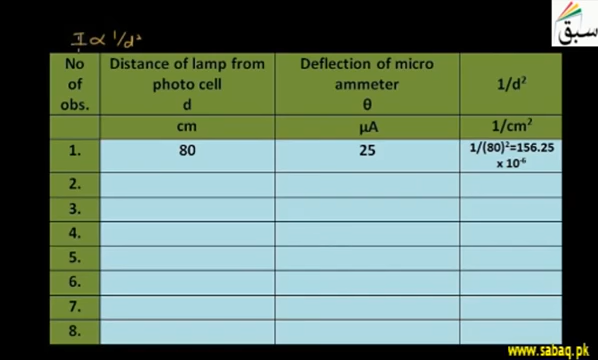 سبق
I ∝ 1/d²
No of obs. Distance of lamp from photo cell d Deflection of micro ammeter θ 1/d²
cm μA 1/cm²
1. 80 25 1/(80)²=156.25 x 10⁻⁶
2.
3.
4.
5.
6.
7.
8.
www.sabaq.pk